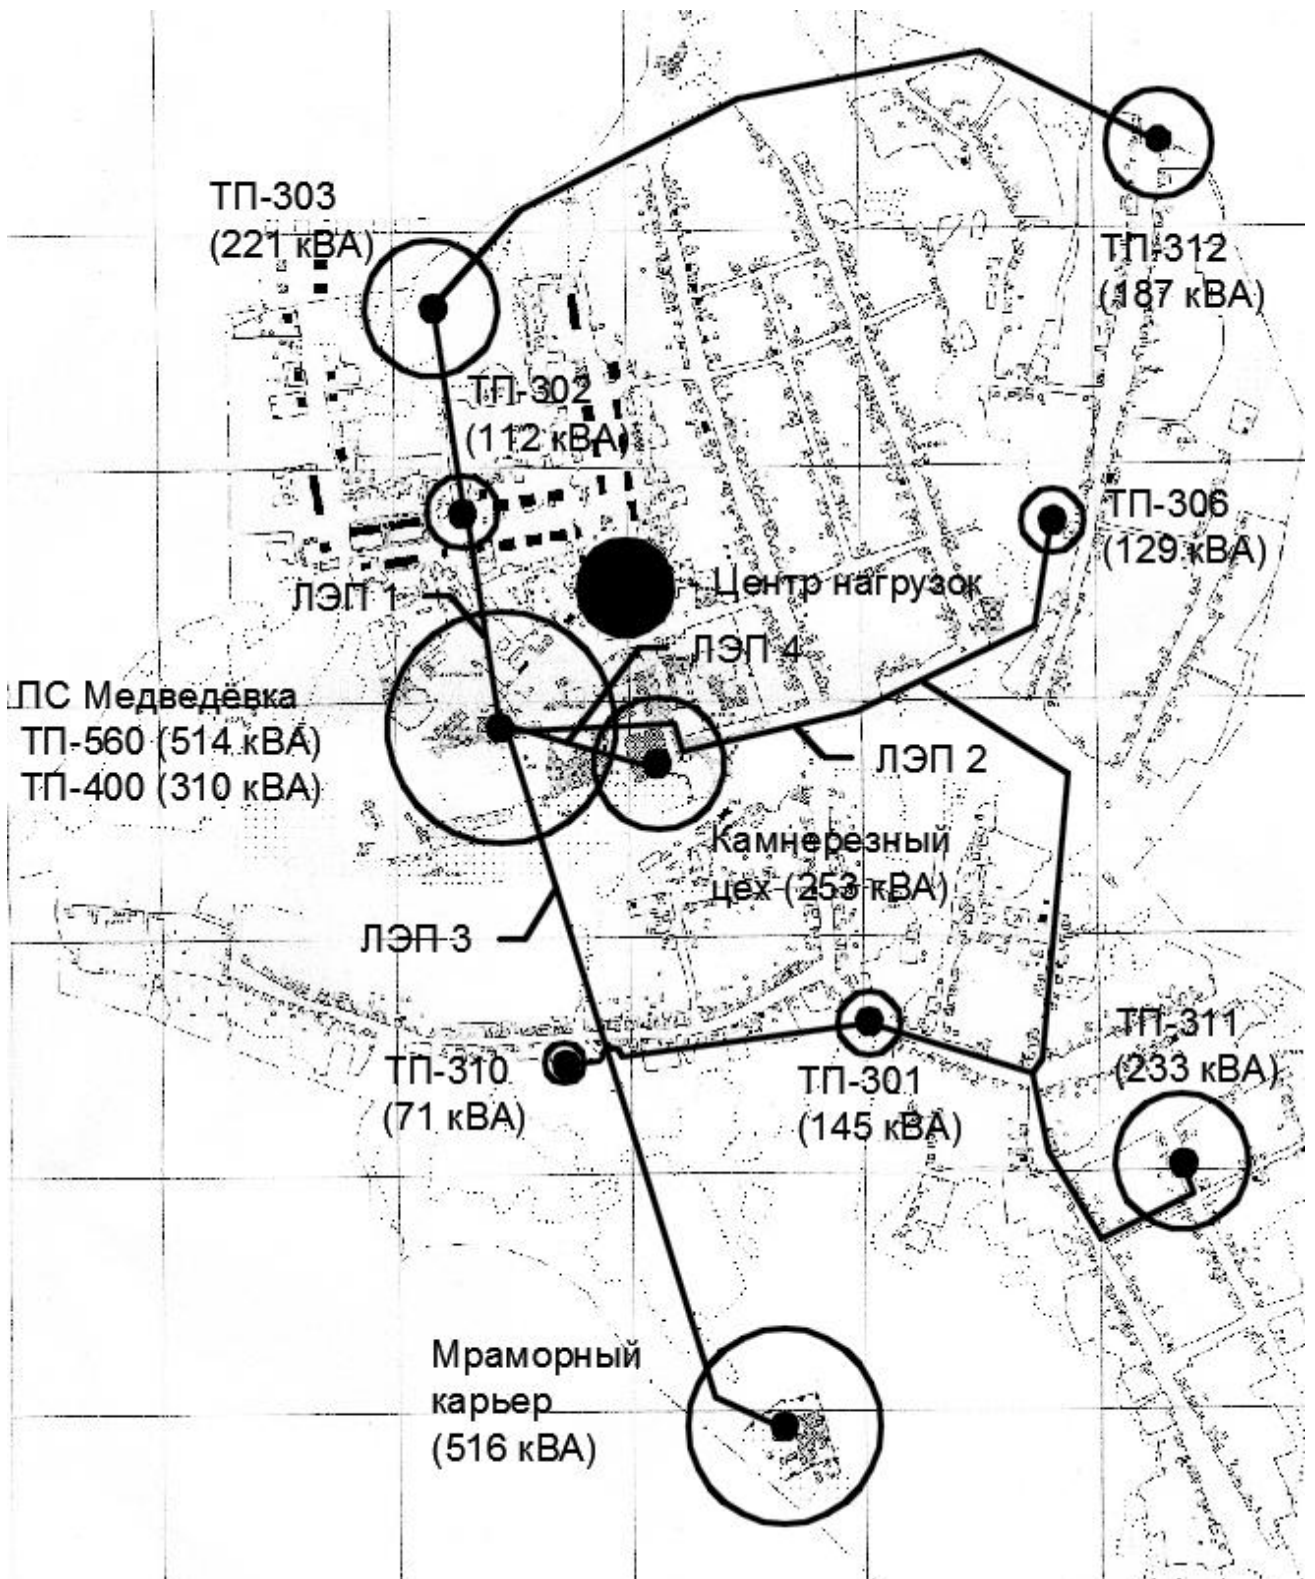 ТП-303
(221 кВА)
ТП-312
(187 кВА)
ТП-302
(112 кВА)
ТП-306
(129 кВА)
Центр нагрузок
ЛЭП 1
ЛЭП 4
ПС Медведёвка
ТП-560 (514 кВА)
ТП-400 (310 кВА)
ЛЭП 2
Камнерезный
цех (253 кВА)
ЛЭП 3
ТП-310
(71 кВА)
ТП-301
(145 кВА)
ТП-311
(233 кВА)
Мраморный
карьер
(516 кВА)